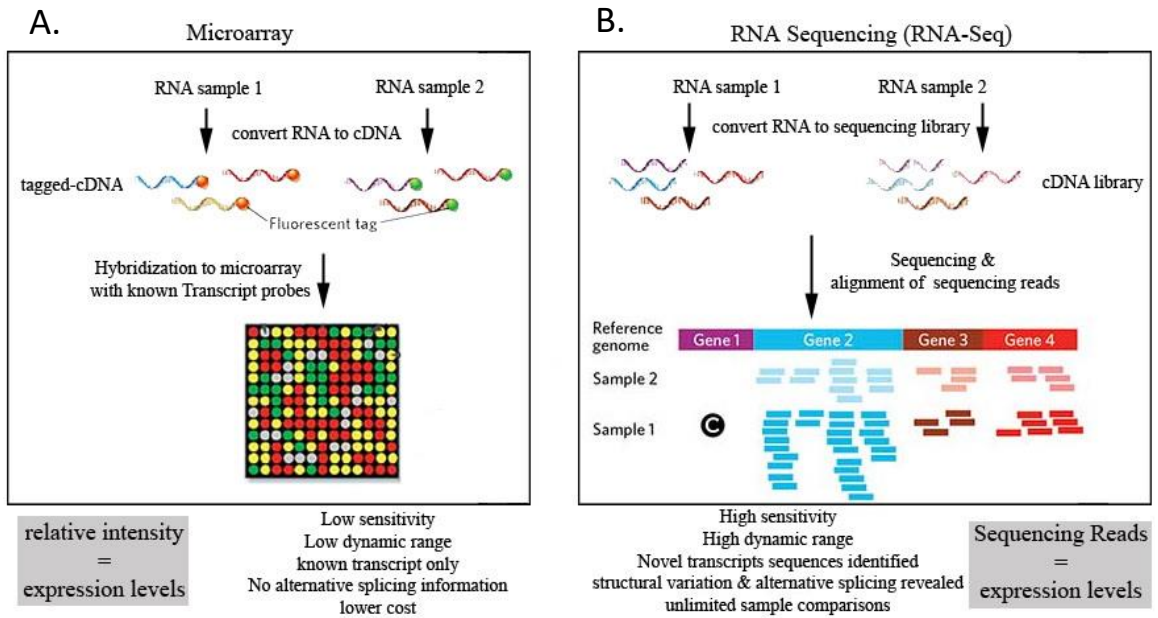 A.
Microarray
RNA sample 1
RNA sample 2
convert RNA to cDNA
tagged-cDNA
Fluorescent tag
Hybridization to microarray
with known Transcript probes
relative intensity
=
expression levels
Low sensitivity
Low dynamic range
known transcript only
No alternative splicing information
lower cost
B.
RNA Sequencing (RNA-Seq)
RNA sample 1
RNA sample 2
convert RNA to sequencing library
cDNA library
Sequencing &
alignment of sequencing reads
Reference
genome
Gene 1
Gene 2
Gene 3
Gene 4
Sample 2
Sample 1
C
High sensitivity
High dynamic range
Novel transcripts sequences identified
structural variation & alternative splicing revealed
unlimited sample comparisons
Sequencing Reads
=
expression levels